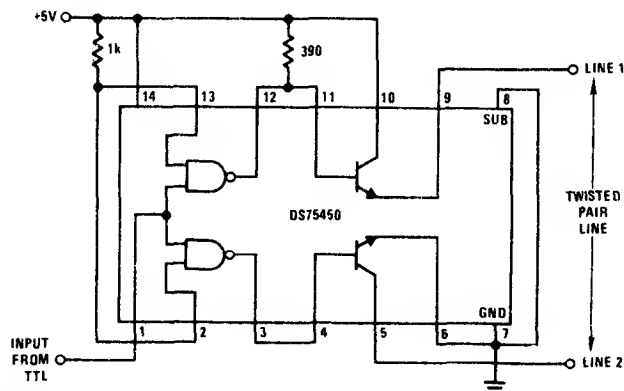 +5V
1k
390
LINE 1
14
13
12
11
10
9
8
SUB
DS75450
TWISTED
PAIR
LINE
GND
1
2
3
4
5
6
7
INPUT
FROM
TTL
LINE 2